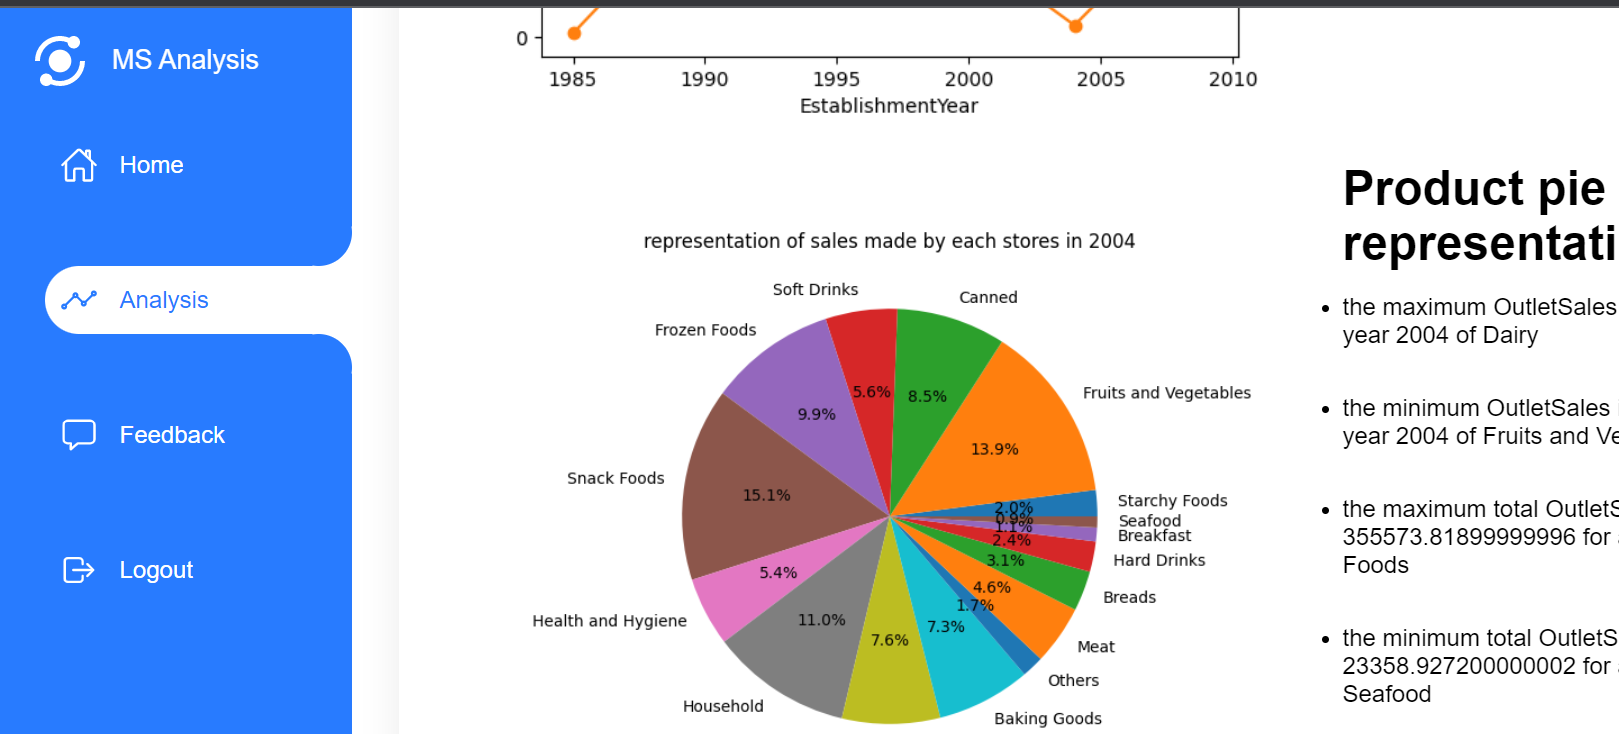 MS Analysis
Home
Analysis
Feedback
Logout
0
1985 1990 1995 2000 2005 2010
EstablishmentYear
representation of sales made by each stores in 2004
Soft Drinks
Canned
Frozen Foods
Fruits and Vegetables
5.6%
8.5%
9.9%
13.9%
Snack Foods
15.1%
Starchy Foods
2.0%
Seafood
0.9%
Breakfast
1.1%
2.4%
Hard Drinks
3.1%
5.4%
4.6%
Breads
1.7%
Health and Hygiene
11.0%
7.3%
7.6%
Meat
Others
Household
Baking Goods
Product pie
representati
• the maximum OutletSales
year 2004 of Dairy
• the minimum OutletSales
year 2004 of Fruits and Ve
• the maximum total OutletS
355573.81899999996 for
Foods
• the minimum total OutletS
23358.927200000002 for
Seafood